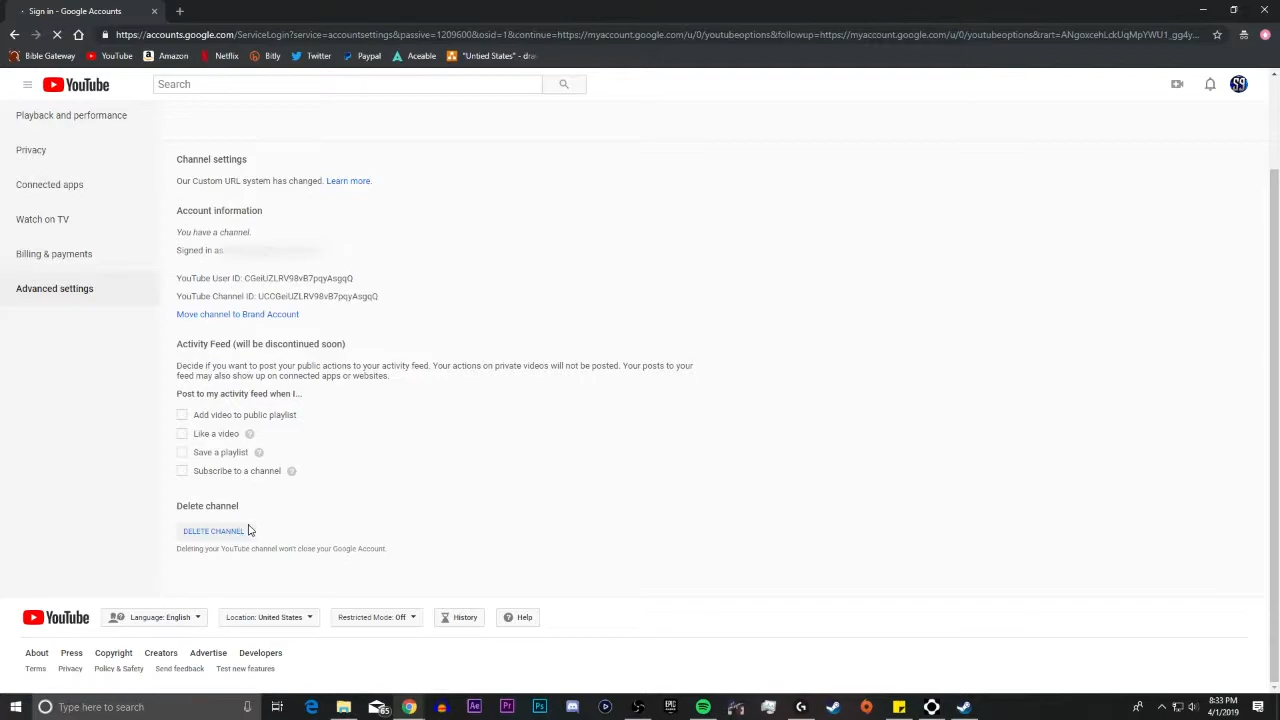 Sign in - Google Accounts
https://accounts.google.com/ServiceLogin?service=accountsettings&passive=1209600&osid=1&continue=https://myaccount.google.com/u/0/youtubeoptions&followup=https://myaccount.google.com/u/0/youtubeoptions&rart=ANgoxcehLckUqMpYWU1_gg4y...
Bible Gateway YouTube Amazon Netflix Bitly Twitter Paypal Aceable "Untied States" - dra
YouTube Search S9
Playback and performance
Privacy
Connected apps
Watch on TV
Billing & payments
Advanced settings
Channel settings
Our Custom URL system has changed. Learn more.
Account information
You have a channel.
Signed in as
YouTube User ID: CGeiUZLRV98vB7pqyAsgqQ
YouTube Channel ID: UCCGeiUZLRV98vB7pqyAsgqQ
Move channel to Brand Account
Activity Feed (will be discontinued soon)
Decide if you want to post your public actions to your activity feed. Your actions on private videos will not be posted. Your posts to your
feed may also show up on connected apps or websites.
Post to my activity feed when I...
Add video to public playlist
Like a video ?
Save a playlist ?
Subscribe to a channel ?
Delete channel
DELETE CHANNEL
Deleting your YouTube channel won't close your Google Account.
YouTube Language: English Location: United States Restricted Mode: Off History Help
About Press Copyright Creators Advertise Developers
Terms Privacy Policy & Safety Send feedback Test new features
Type here to search 65 Ae Pr Ps EPIC 8:33 PM
4/1/2019